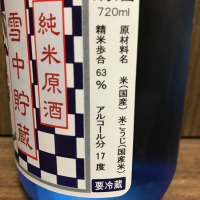 720ml
原材料名 米(国産)米こうじ(国産米)
精米歩合 63% アルコール分 17度
要冷蔵
純米原酒
雪中貯蔵